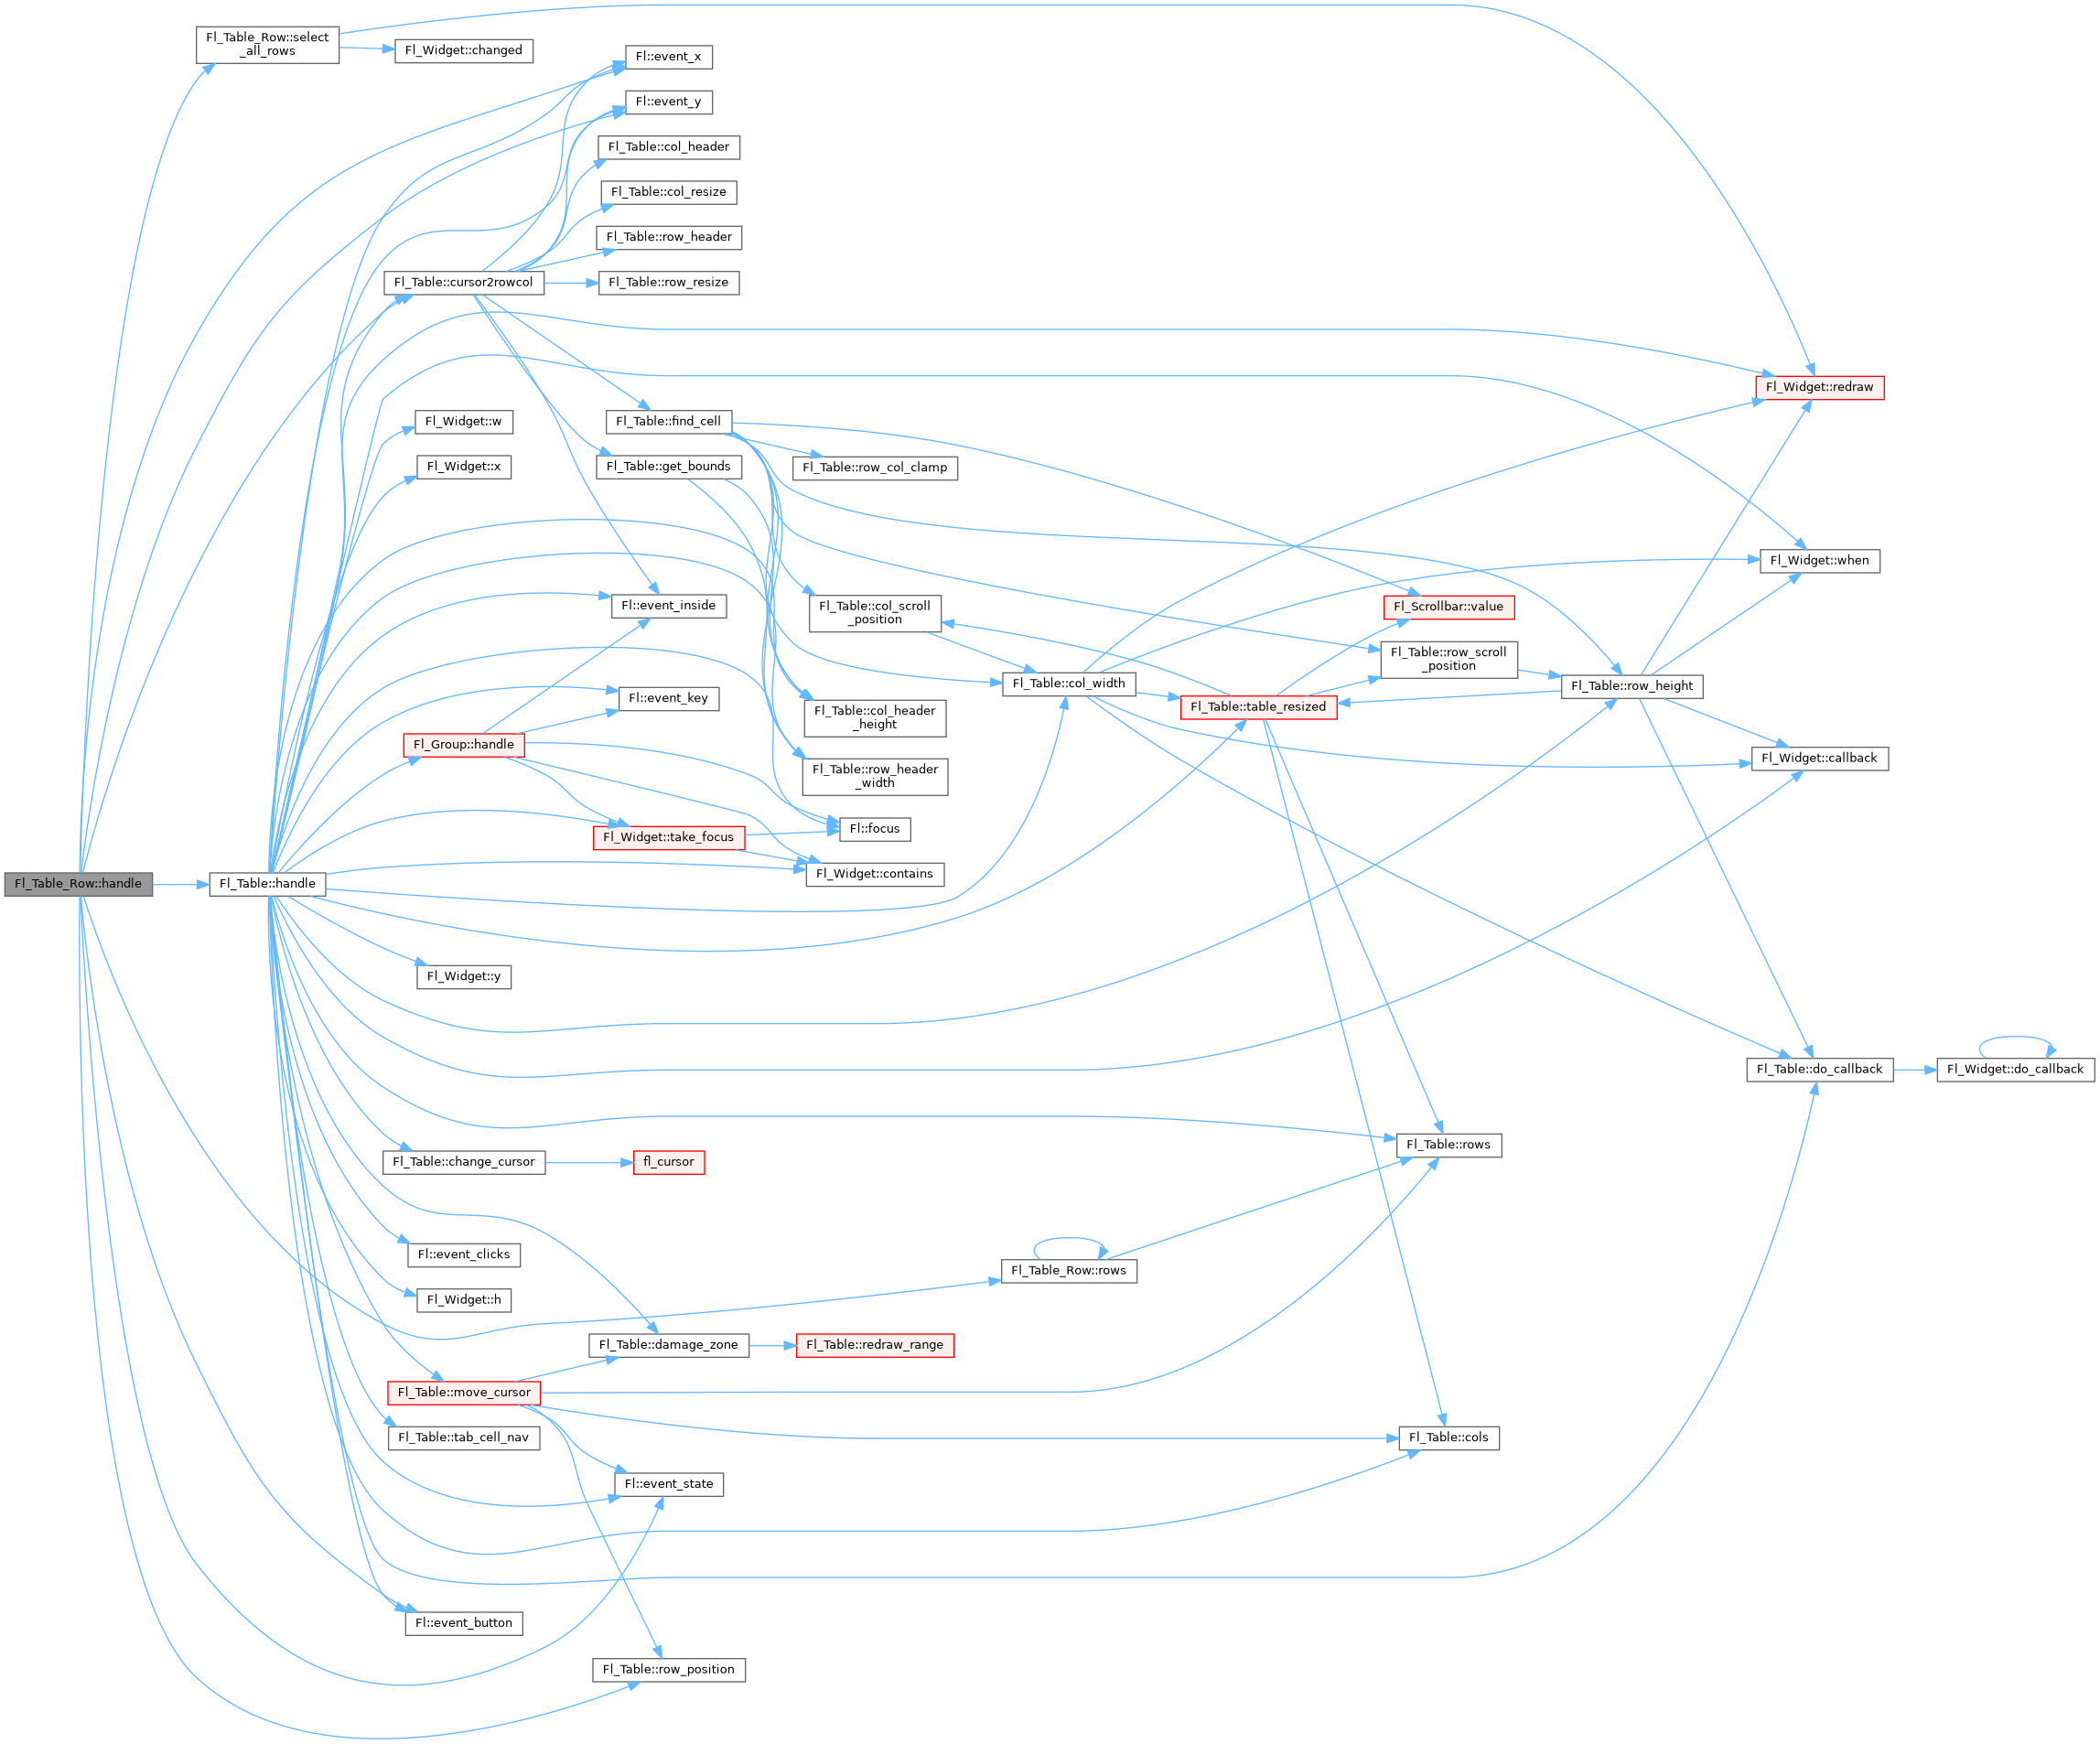 Fl_Table_Row::select
_all_rows
Fl_Widget::changed
Fl::event_x
Fl::event_y
Fl_Table::col_header
Fl_Table::col_resize
Fl_Table::row_header
Fl_Table::cursor2rowcol
Fl_Table::row_resize
Fl_Widget::redraw
Fl_Widget::w
Fl_Table::find_cell
Fl_Widget::x
Fl_Table::get_bounds
Fl_Table::row_col_clamp
Fl_Widget::when
Fl::event_inside
Fl_Table::col_scroll
_position
Fl_Scrollbar::value
Fl_Table::row_scroll
_position
Fl::event_key
Fl_Table::col_width
Fl_Table::row_height
Fl_Table::table_resized
Fl_Table::col_header
_height
Fl_Group::handle
Fl_Widget::callback
Fl_Table::row_header
_width
Fl_Widget::take_focus
Fl::focus
Fl_Table_Row::handle
Fl_Table::handle
Fl_Widget::contains
Fl_Widget::y
Fl_Table::do_callback
Fl_Widget::do_callback
Fl_Table::rows
Fl_Table::change_cursor
fl_cursor
Fl::event_clicks
Fl_Table_Row::rows
Fl_Widget::h
Fl_Table::damage_zone
Fl_Table::redraw_range
Fl_Table::move_cursor
Fl_Table::tab_cell_nav
Fl_Table::cols
Fl::event_state
Fl::event_button
Fl_Table::row_position